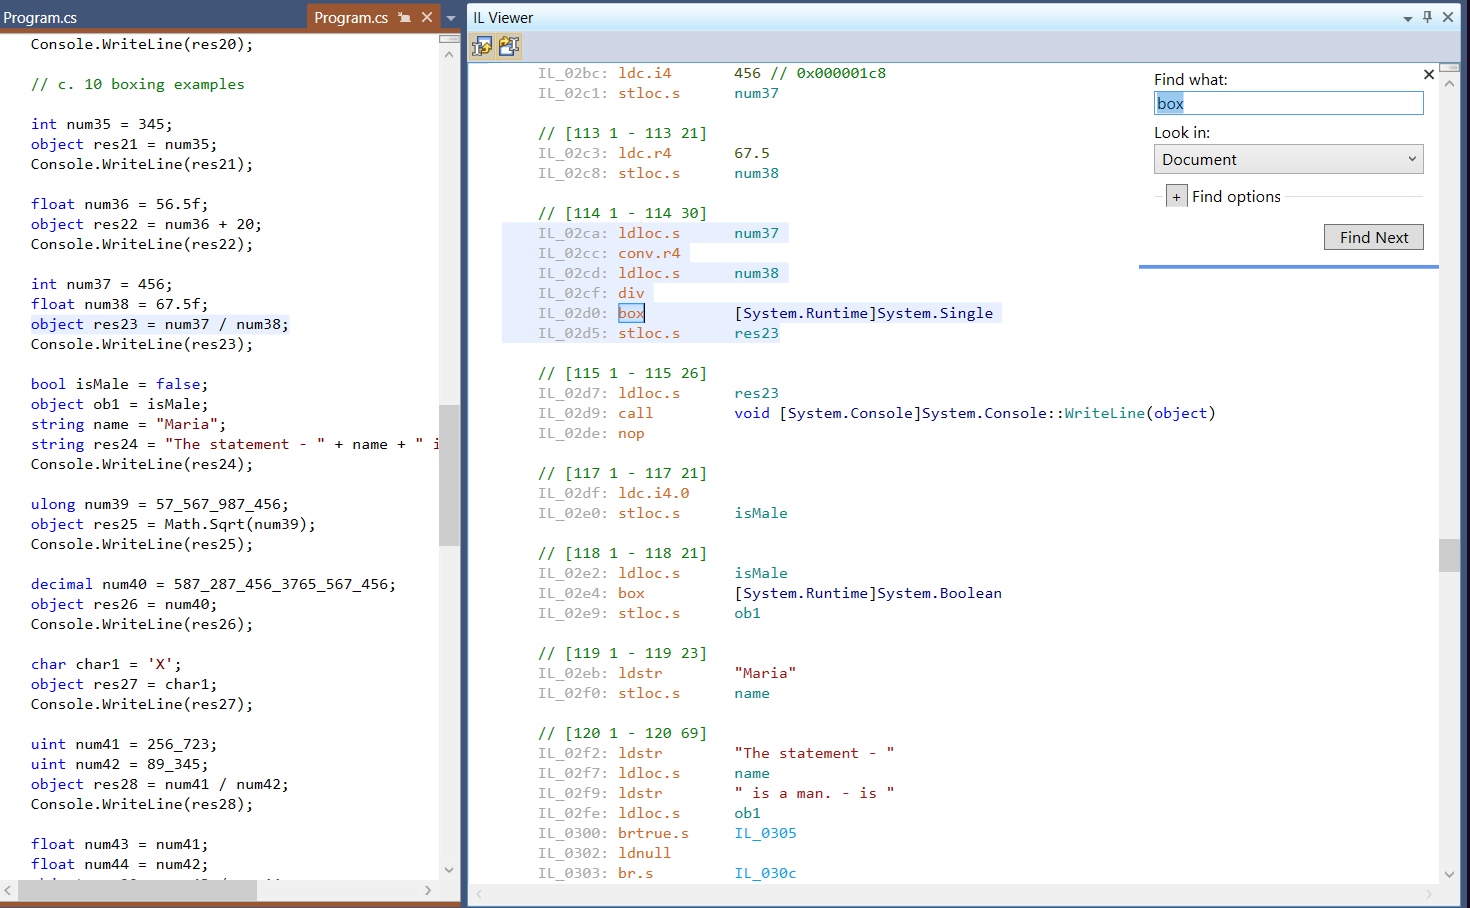 Program.cs
Program.cs
Console.WriteLine(res20);
// c. 10 boxing examples
int num35 = 345;
object res21 = num35;
Console.WriteLine(res21);
float num36 = 56.5f;
object res22 = num36 + 20;
Console.WriteLine(res22);
int num37 = 456;
float num38 = 67.5f;
object res23 = num37 / num38;
Console.WriteLine(res23);
bool isMale = false;
object ob1 = isMale;
string name = "Maria";
string res24 = "The statement - " + name + " i
Console.WriteLine(res24);
ulong num39 = 57_567_987_456;
object res25 = Math.Sqrt(num39);
Console.WriteLine(res25);
decimal num40 = 587_287_456_3765_567_456;
object res26 = num40;
Console.WriteLine(res26);
char char1 = 'X';
object res27 = char1;
Console.WriteLine(res27);
uint num41 = 256_723;
uint num42 = 89_345;
object res28 = num41 / num42;
Console.WriteLine(res28);
float num43 = num41;
float num44 = num42;
IL Viewer
IL_02bc: ldc.i4 456 // 0x000001c8
IL_02c1: stloc.s num37
// [113 1 - 113 21]
IL_02c3: ldc.r4 67.5
IL_02c8: stloc.s num38
// [114 1 - 114 30]
IL_02ca: ldloc.s num37
IL_02cc: conv.r4
IL_02cd: ldloc.s num38
IL_02cf: div
IL_02d0: box [System.Runtime]System.Single
IL_02d5: stloc.s res23
// [115 1 - 115 26]
IL_02d7: ldloc.s res23
IL_02d9: call void [System.Console]System.Console::WriteLine(object)
IL_02de: nop
// [117 1 - 117 21]
IL_02df: ldc.i4.0
IL_02e0: stloc.s isMale
// [118 1 - 118 21]
IL_02e2: ldloc.s isMale
IL_02e4: box [System.Runtime]System.Boolean
IL_02e9: stloc.s ob1
// [119 1 - 119 23]
IL_02eb: ldstr "Maria"
IL_02f0: stloc.s name
// [120 1 - 120 69]
IL_02f2: ldstr "The statement - "
IL_02f7: ldloc.s name
IL_02f9: ldstr " is a man. - is "
IL_02fe: ldloc.s ob1
IL_0300: brtrue.s IL_0305
IL_0302: ldnull
IL_0303: br.s IL_030c
Find what:
box
Look in:
Document
+ Find options
Find Next